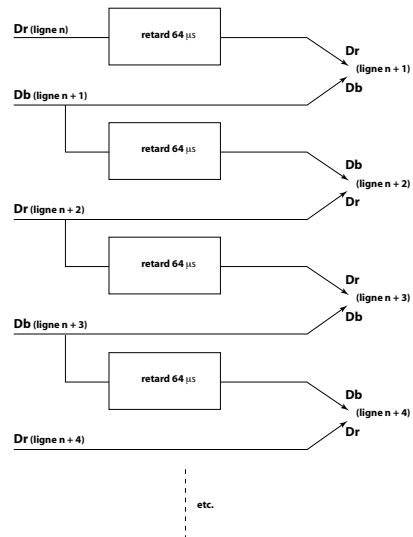 Dr (ligne n)
retard 64 µs
Dr
(ligne n + 1)
Db
Db (ligne n + 1)
retard 64 µs
Db
(ligne n + 2)
Dr
Dr (ligne n + 2)
retard 64 µs
Dr
(ligne n + 3)
Db
Db (ligne n + 3)
retard 64 µs
Db
(ligne n + 4)
Dr
Dr (ligne n + 4)
etc.